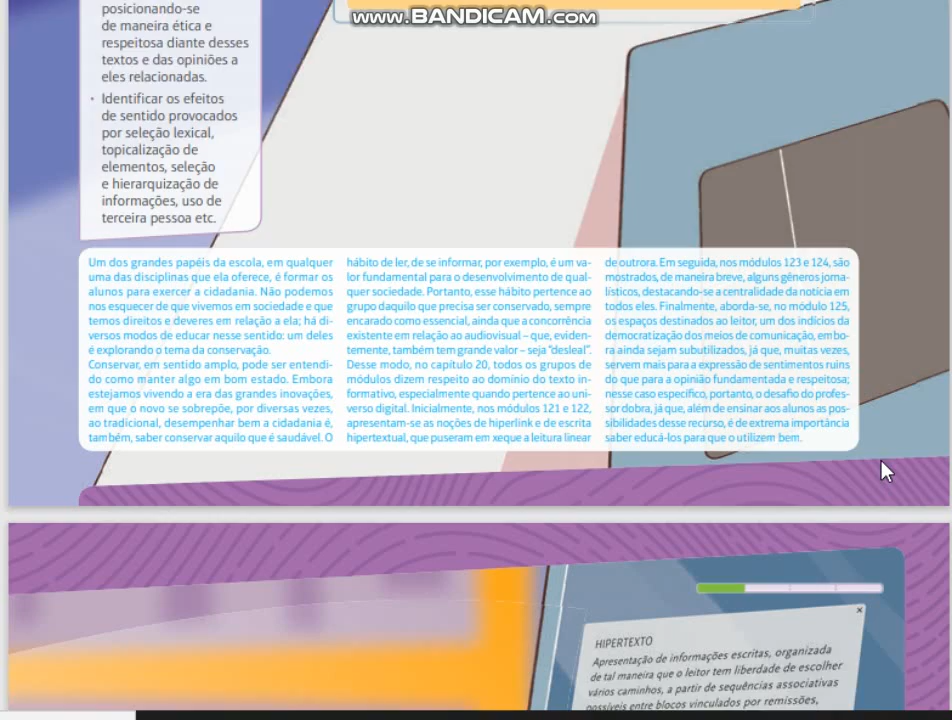 www.BANDICAM.com
posicionando-se
de maneira ética e
respeitosa diante desses
textos e das opiniões a
eles relacionadas.
• Identificar os efeitos
de sentido provocados
por seleção lexical,
topicalização de
elementos, seleção
e hierarquização de
informações, uso de
terceira pessoa etc.
Um dos grandes papéis da escola, em qualquer
uma das disciplinas que ela oferece, é formar os
alunos para exercer a cidadania. Não podemos
nos esquecer de que vivemos em sociedade e que
temos direitos e deveres em relação a ela; há di-
versos modos de educar nesse sentido: um deles
é explorando o tema da conservação.
Conservar, em sentido amplo, pode ser entendi-
do como manter algo em bom estado. Embora
estejamos vivendo a era das grandes inovações,
em que o novo se sobrepõe, por diversas vezes,
ao tradicional, desempenhar bem a cidadania é,
também, saber conservar aquilo que é saudável. O
hábito de ler, de se informar, por exemplo, é um va-
lor fundamental para o desenvolvimento de qual-
quer sociedade. Portanto, esse hábito pertence ao
grupo daquilo que precisa ser conservado, sempre
encarado como essencial, ainda que a concorrência
existente em relação ao audiovisual – que, eviden-
temente, também tem grande valor – seja “desleal”.
Desse modo, no capítulo 20, todos os grupos de
módulos dizem respeito ao domínio do texto in-
formativo, especialmente quando pertence ao uni-
verso digital. Inicialmente, nos módulos 121 e 122,
apresentam-se as noções de hiperlink e de escrita
hipertextual, que puseram em xeque a leitura linear
de outrora. Em seguida, nos módulos 123 e 124, são
mostrados, de maneira breve, alguns gêneros jorna-
lísticos, destacando-se a centralidade da notícia em
todos eles. Finalmente, aborda-se, no módulo 125,
os espaços destinados ao leitor, um dos indícios da
democratização dos meios de comunicação, embo-
ra ainda sejam subutilizados, já que, muitas vezes,
servem mais para a expressão de sentimentos ruins
do que para a opinião fundamentada e respeitosa;
nesse caso específico, portanto, o desafio do profes-
sor dobra, já que, além de ensinar aos alunos as pos-
sibilidades desse recurso, é de extrema importância
saber educá-los para que o utilizem bem.
HIPERTEXTO
Apresentação de informações escritas, organizada
de tal maneira que o leitor tem liberdade de escolher
vários caminhos, a partir de sequências associativas
possíveis entre blocos vinculados por remissões,